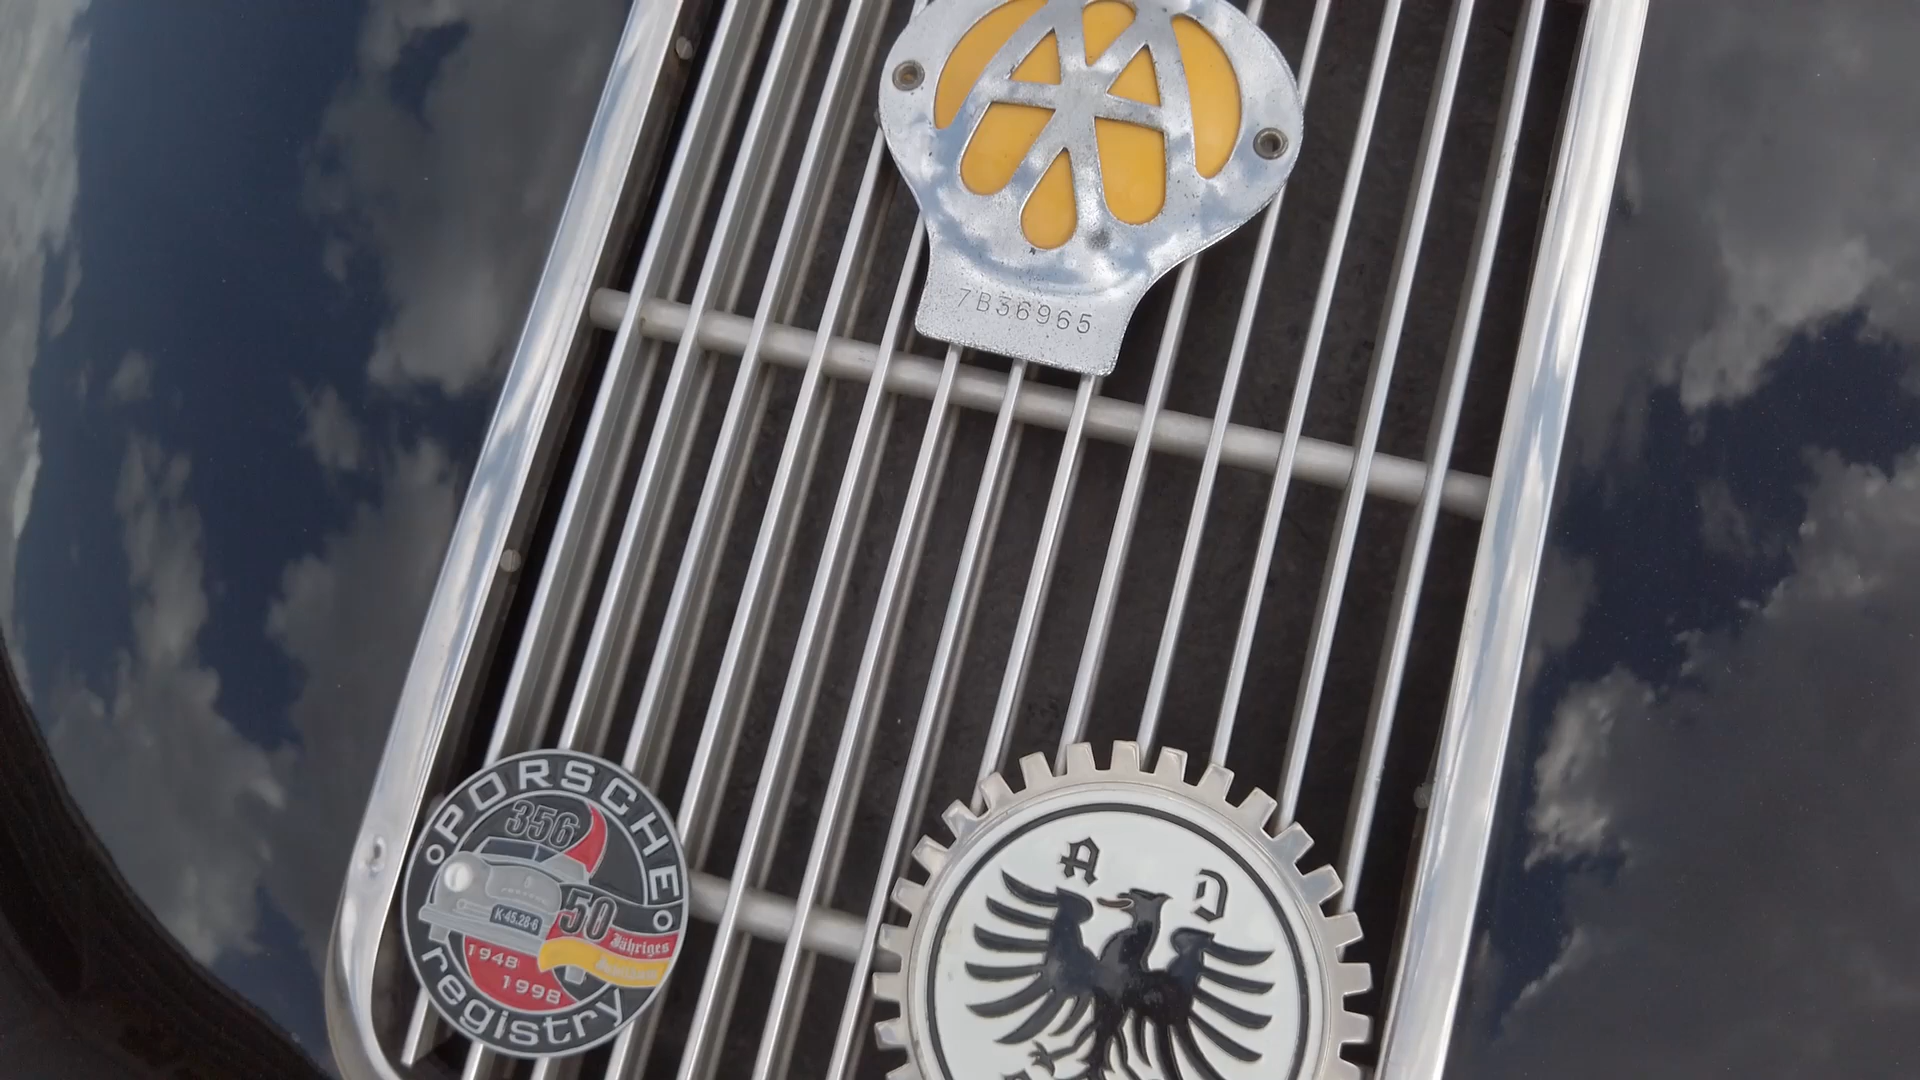 AA
7B36965
PORSCHE
356
K-45.28-6
50
Jähriges
1948
1998
registry
A D